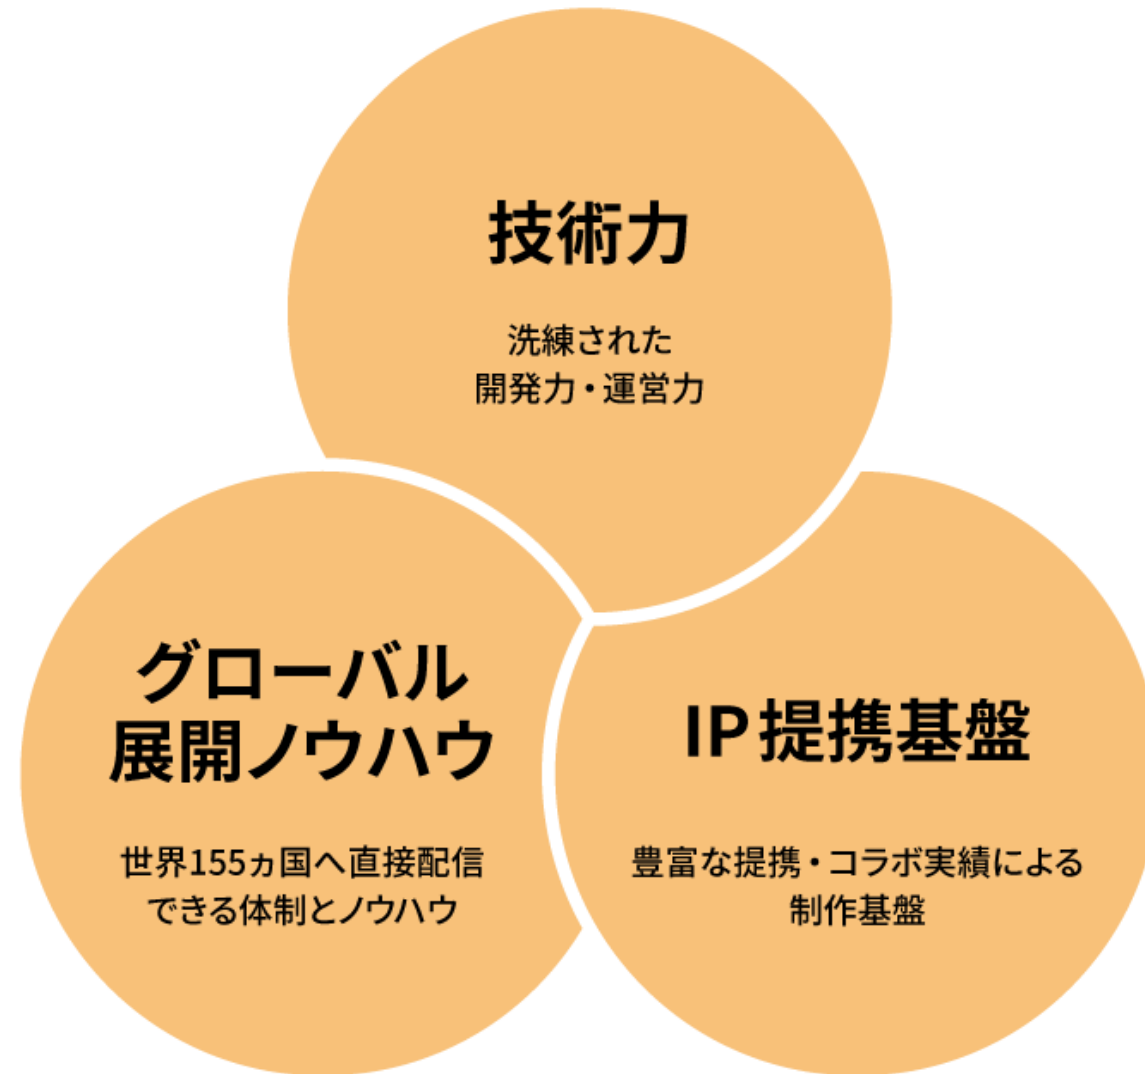 技術力
洗練された
開発力・運営力
グローバル
展開ノウハウ
世界155ヵ国へ直接配信
できる体制とノウハウ
IP提携基盤
豊富な提携・コラボ実績による
制作基盤